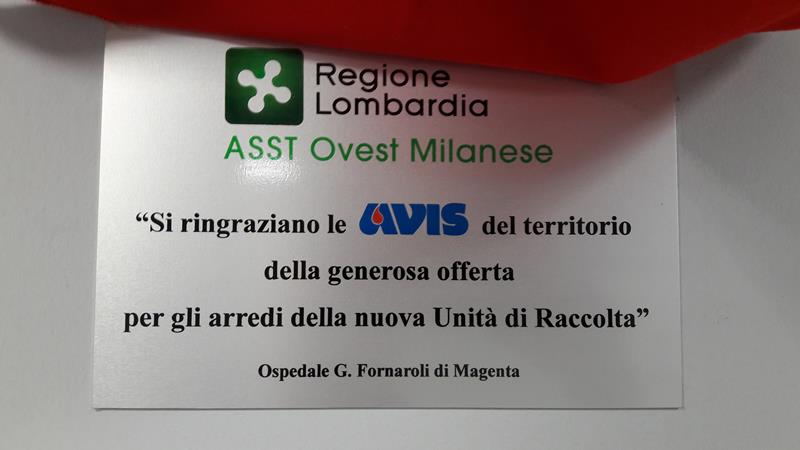 Regione
Lombardia
ASST Ovest Milanese
“Si ringraziano le AVIS del territorio
della generosa offerta
per gli arredi della nuova Unità di Raccolta”
Ospedale G. Fornaroli di Magenta